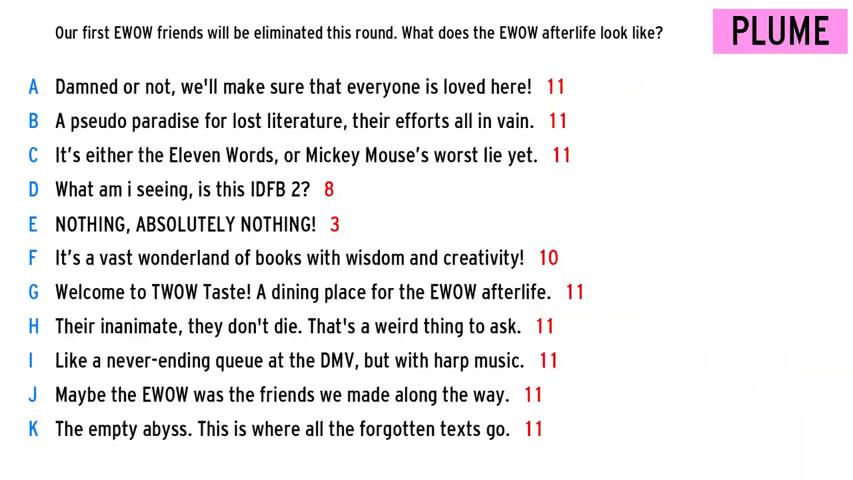 Our first EWOW friends will be eliminated this round. What does the EWOW afterlife look like?
PLUME
A Damned or not, we'll make sure that everyone is loved here! 11
B A pseudo paradise for lost literature, their efforts all in vain. 11
C It’s either the Eleven Words, or Mickey Mouse’s worst lie yet. 11
D What am i seeing, is this IDFB 2? 8
E NOTHING, ABSOLUTELY NOTHING! 3
F It’s a vast wonderland of books with wisdom and creativity! 10
G Welcome to TWOW Taste! A dining place for the EWOW afterlife. 11
H Their inanimate, they don't die. That's a weird thing to ask. 11
I Like a never-ending queue at the DMV, but with harp music. 11
J Maybe the EWOW was the friends we made along the way. 11
K The empty abyss. This is where all the forgotten texts go. 11